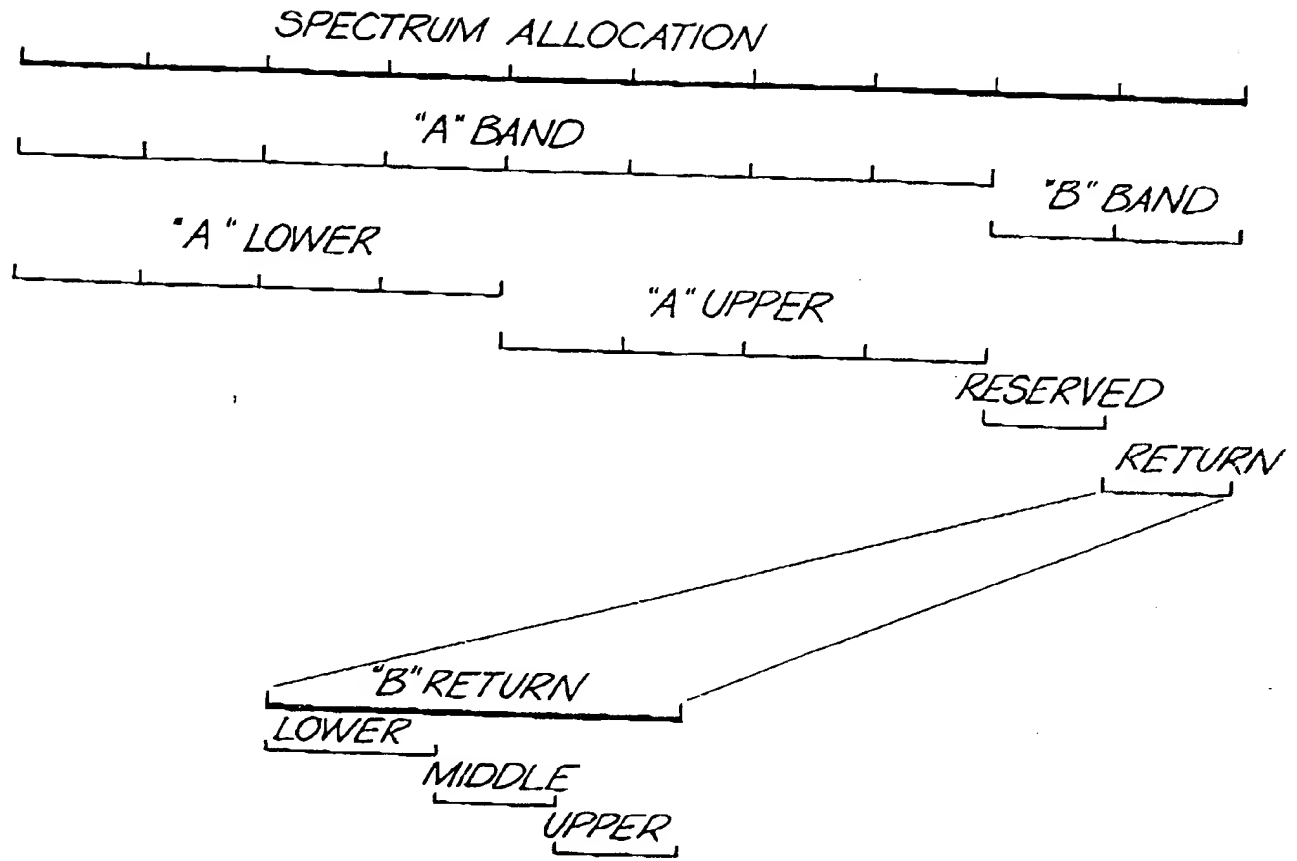 SPECTRUM ALLOCATION
"A" BAND
"B" BAND
"A" LOWER
"A" UPPER
RESERVED
RETURN
"B" RETURN
LOWER
MIDDLE
UPPER